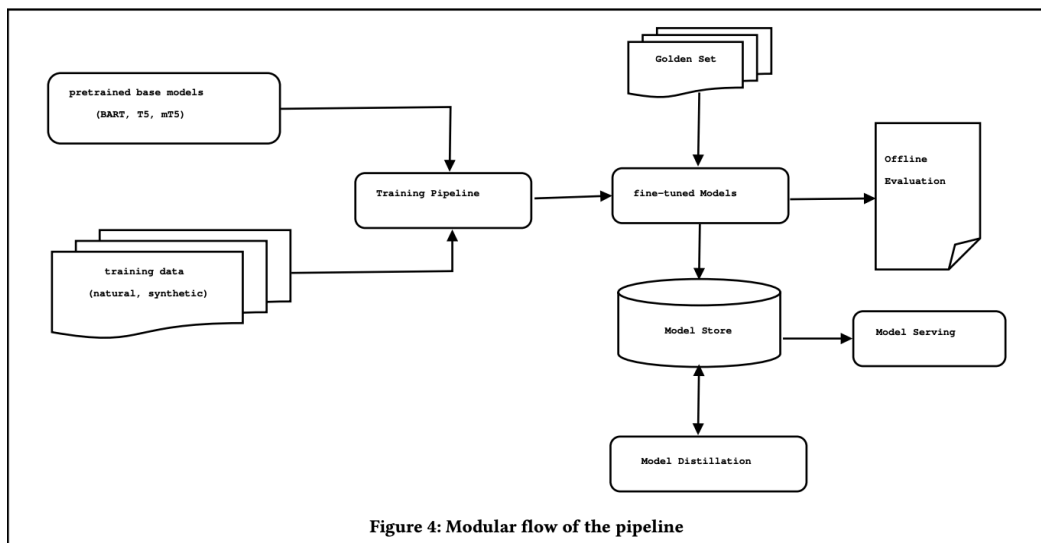 Golden Set
pretrained base models
(BART, T5, mT5)
Offline
Evaluation
Training Pipeline
fine-tuned Models
training data
(natural, synthetic)
Model Store
Model Serving
Model Distillation
Figure 4: Modular flow of the pipeline